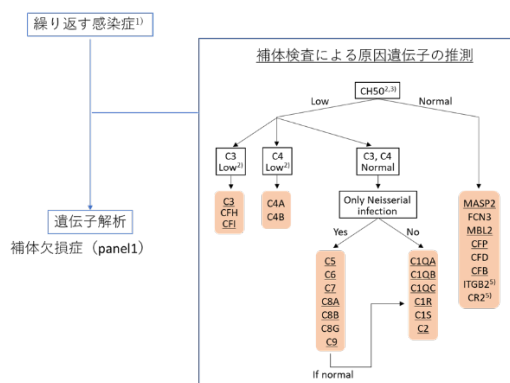 繰り返す感染症1)
補体検査による原因遺伝子の推測
CH502,3)
Low
Normal
C3
Low2)
C4
Low2)
C3, C4
Normal
C3
CFH
CFI
C4A
C4B
Only Neisserial
infection
MASP2
FCN3
MBL2
CFP
CFD
CFB
ITGB25)
CR25)
遺伝子解析
補体欠損症（panel1）
Yes
No
C5
C6
C7
C8A
C8B
C8G
C9
C1QA
C1QB
C1QC
C1R
C1S
C2
If normal